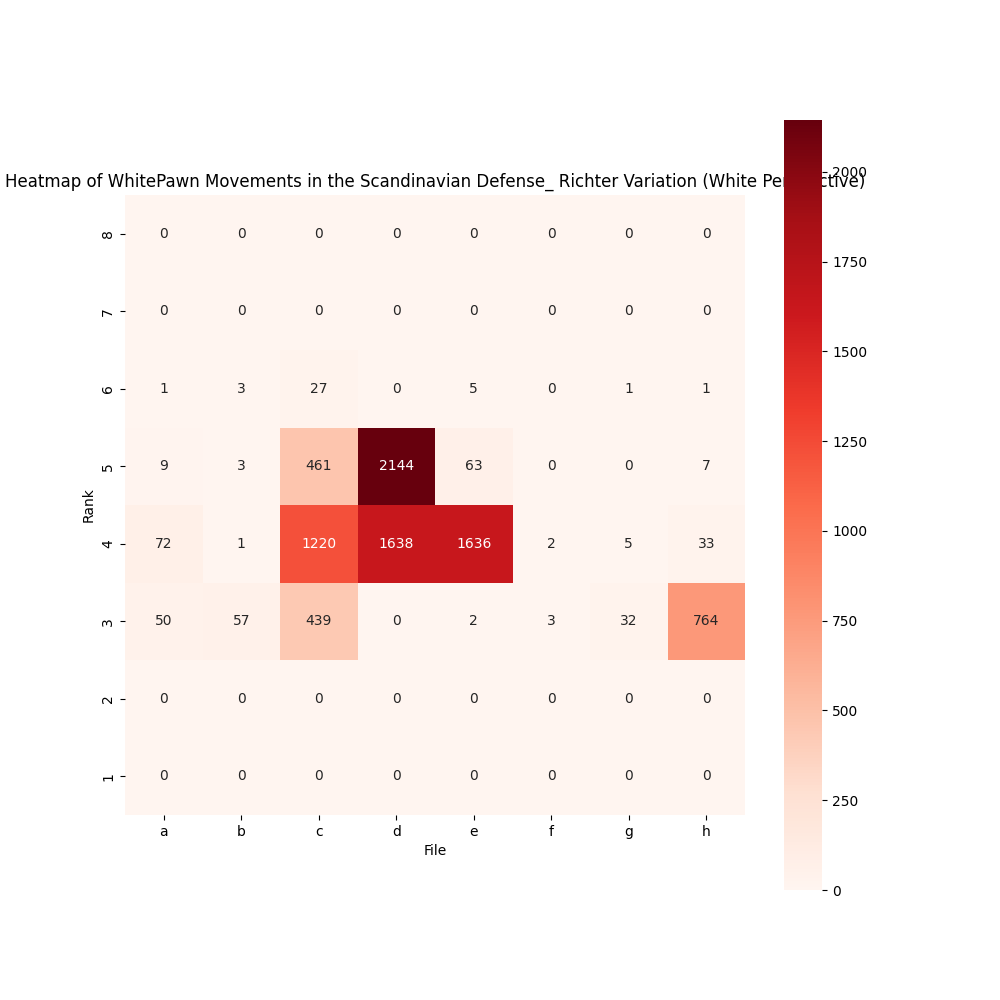 Heatmap of WhitePawn Movements in the Scandinavian Defense_ Richter Variation (White Pe ctive)
2000
1750
1500
1250
1000
750
500
250
0
8 0 0 0 0 0 0 0 0
7 0 0 0 0 0 0 0 0
6 1 3 27 0 5 0 1 1
5 9 3 461 2144 63 0 0 7
4 72 1 1220 1638 1636 2 5 33
3 50 57 439 0 2 3 32 764
2 0 0 0 0 0 0 0 0
1 0 0 0 0 0 0 0 0
Rank
a b c d e f g h
File